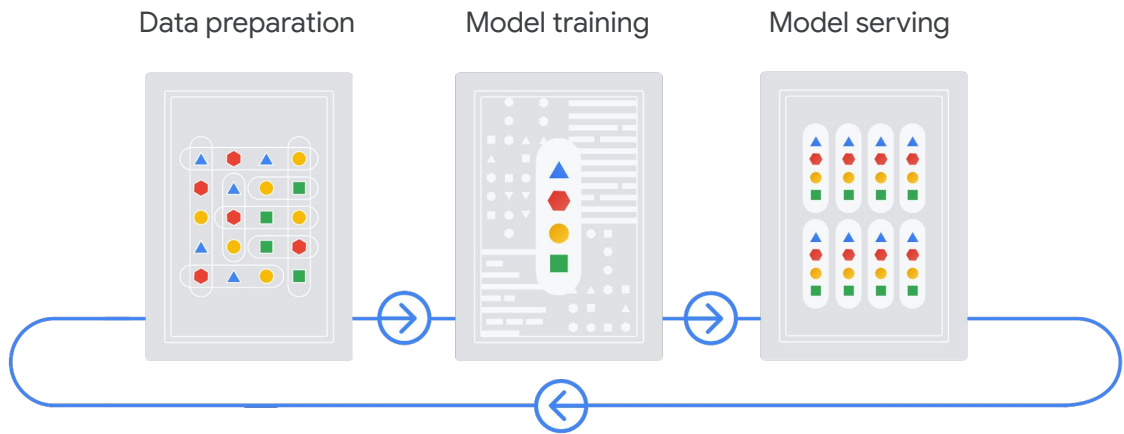 Data preparation
Model training
Model serving